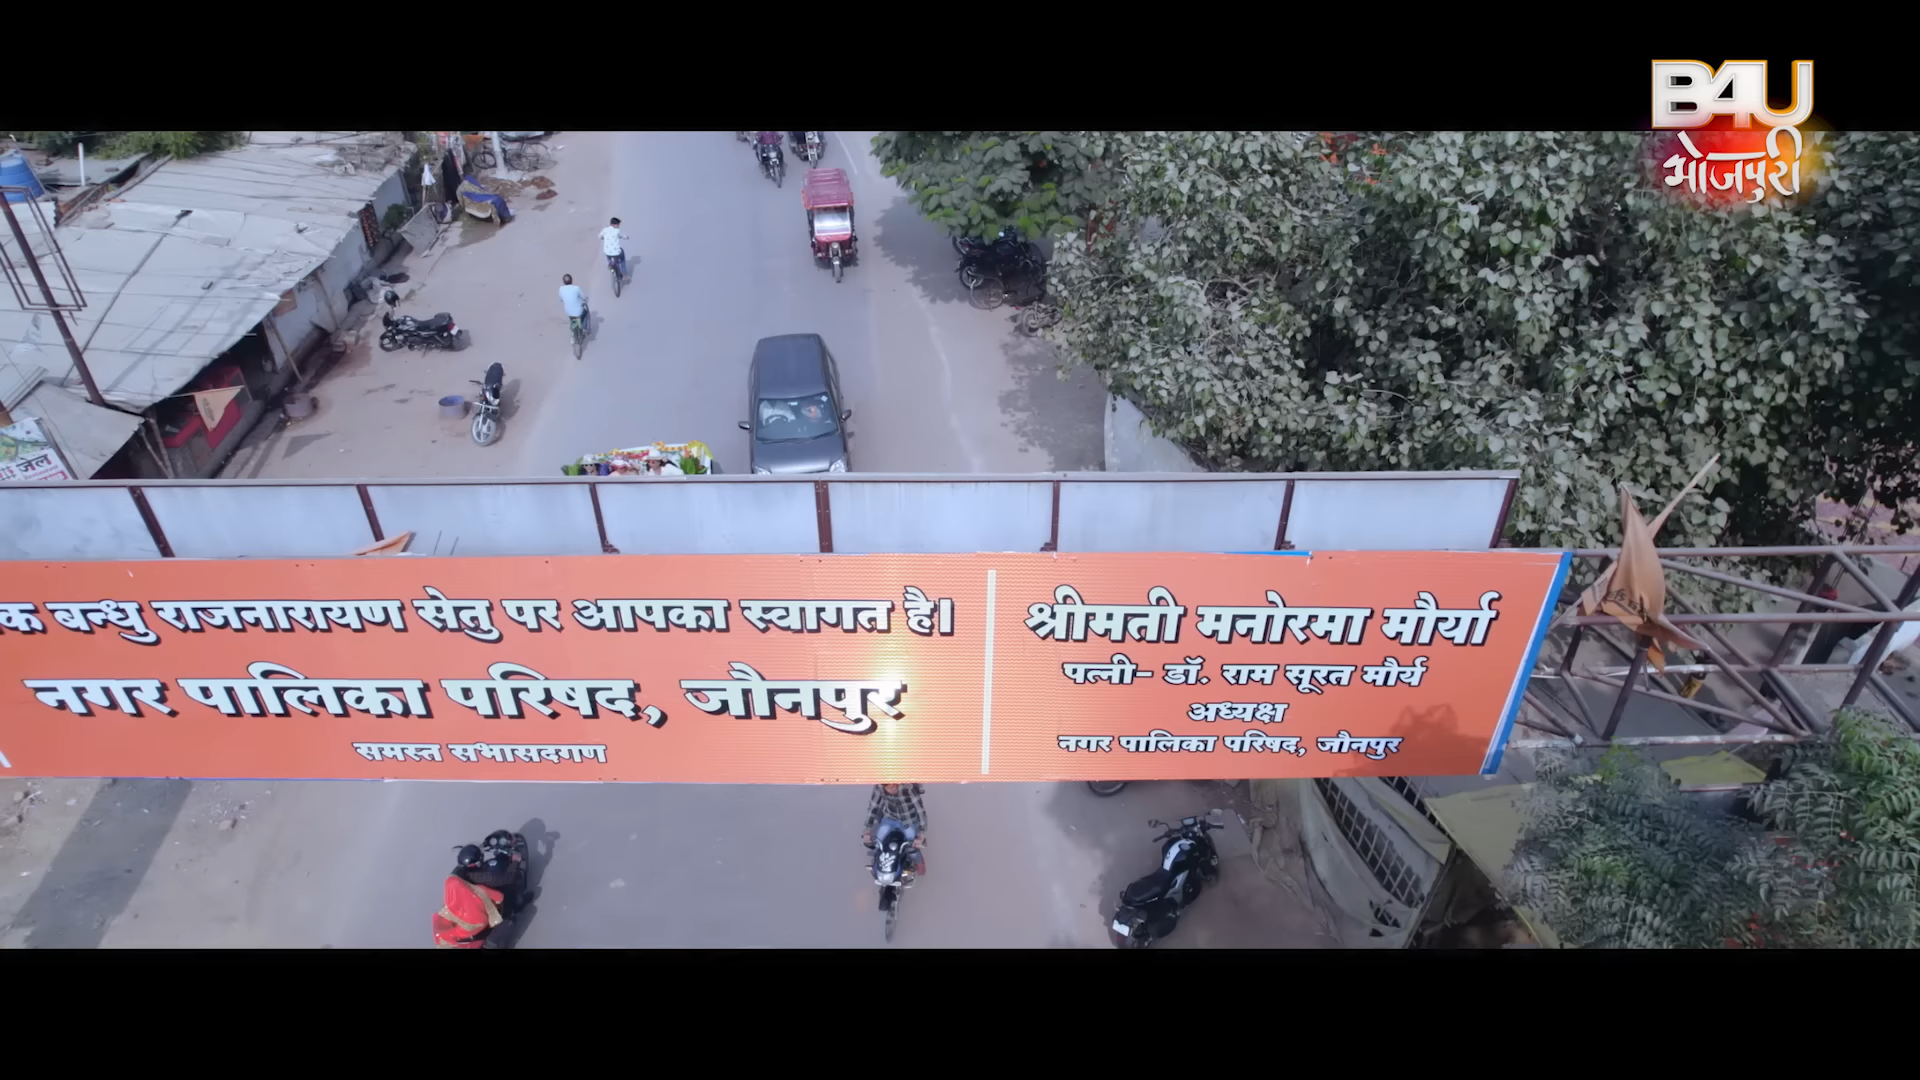 B4U
भोजपुरी
जेल
क बन्धु राजनारायण सेतु पर आपका स्वागत है।
नगर पालिका परिषद, जौनपुर
समस्त सभासदगण
श्रीमती मनोरमा मौर्या
पत्नी- डॉ. राम सूरत मौर्य
अध्यक्ष
नगर पालिका परिषद, जौनपुर